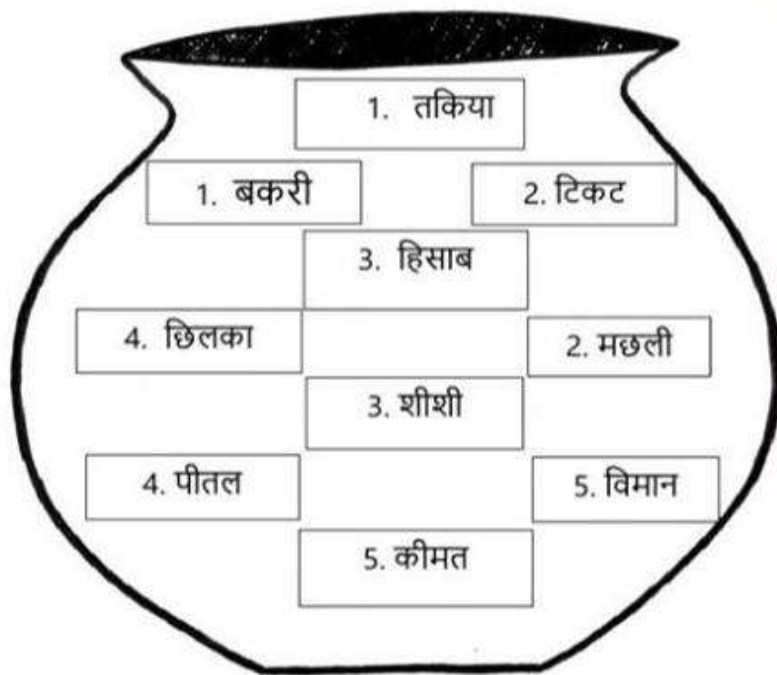 1. तकिया
1. बकरी
2. टिकट
3. हिसाब
4. छिलका
2. मछली
3. शीशी
4. पीतल
5. विमान
5. कीमत